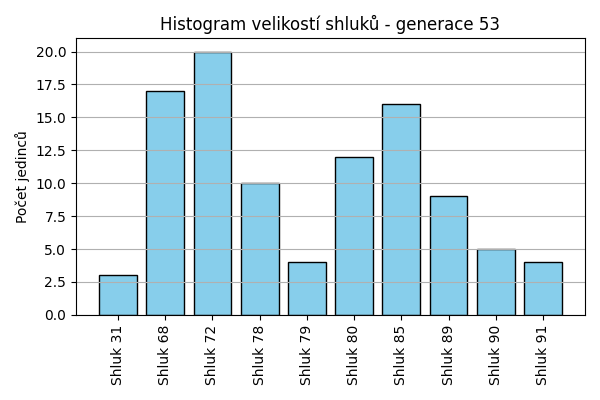 Histogram velikostí shluků - generace 53
Počet jedinců
20.0
17.5
15.0
12.5
10.0
7.5
5.0
2.5
0.0
Shluk 31
Shluk 68
Shluk 72
Shluk 78
Shluk 79
Shluk 80
Shluk 85
Shluk 89
Shluk 90
Shluk 91